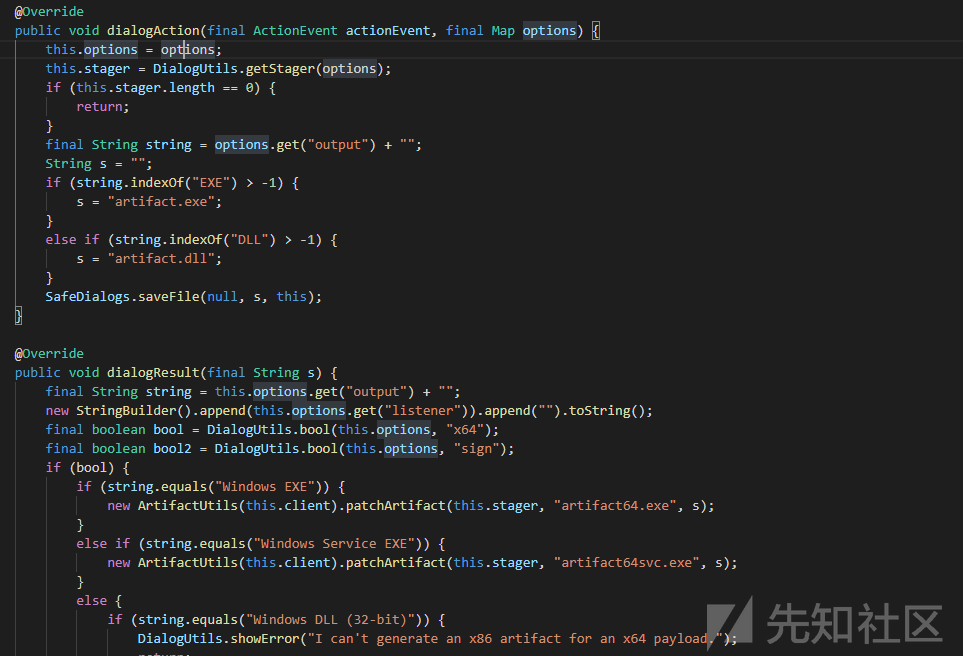 @Override
public void dialogAction(final ActionEvent actionEvent, final Map options) {
    this.options = options;
    this.stager = DialogUtils.getStager(options);
    if (this.stager.length == 0) {
        return;
    }
    final String string = options.get("output") + "";
    String s = "";
    if (string.indexOf("EXE") > -1) {
        s = "artifact.exe";
    }
    else if (string.indexOf("DLL") > -1) {
        s = "artifact.dll";
    }
    SafeDialogs.saveFile(null, s, this);
}
@Override
public void dialogResult(final String s) {
    final String string = this.options.get("output") + "";
    new StringBuilder().append(this.options.get("listener")).append("").toString();
    final boolean bool = DialogUtils.bool(this.options, "x64");
    final boolean bool2 = DialogUtils.bool(this.options, "sign");
    if (bool) {
        if (string.equals("Windows EXE")) {
            new ArtifactUtils(this.client).patchArtifact(this.stager, "artifact64.exe", s);
        }
        else if (string.equals("Windows Service EXE")) {
            new ArtifactUtils(this.client).patchArtifact(this.stager, "artifact64svc.exe", s);
        }
        else {
            if (string.equals("Windows DLL (32-bit)")) {
                DialogUtils.showError("I can't generate an x86 artifact for an x64 payload.");
先知社区